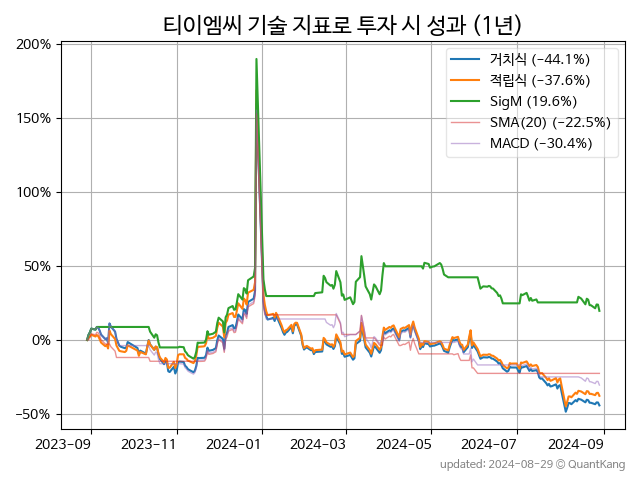 티이엠씨 기술 지표로 투자 시 성과 (1년)
200%
150%
100%
50%
0%
−50%
거치식 (−44.1%)
적립식 (−37.6%)
SigM (19.6%)
SMA(20) (−22.5%)
MACD (−30.4%)
2023-09 2023-11 2024-01 2024-03 2024-05 2024-07 2024-09
updated: 2024-08-29 © QuantKang